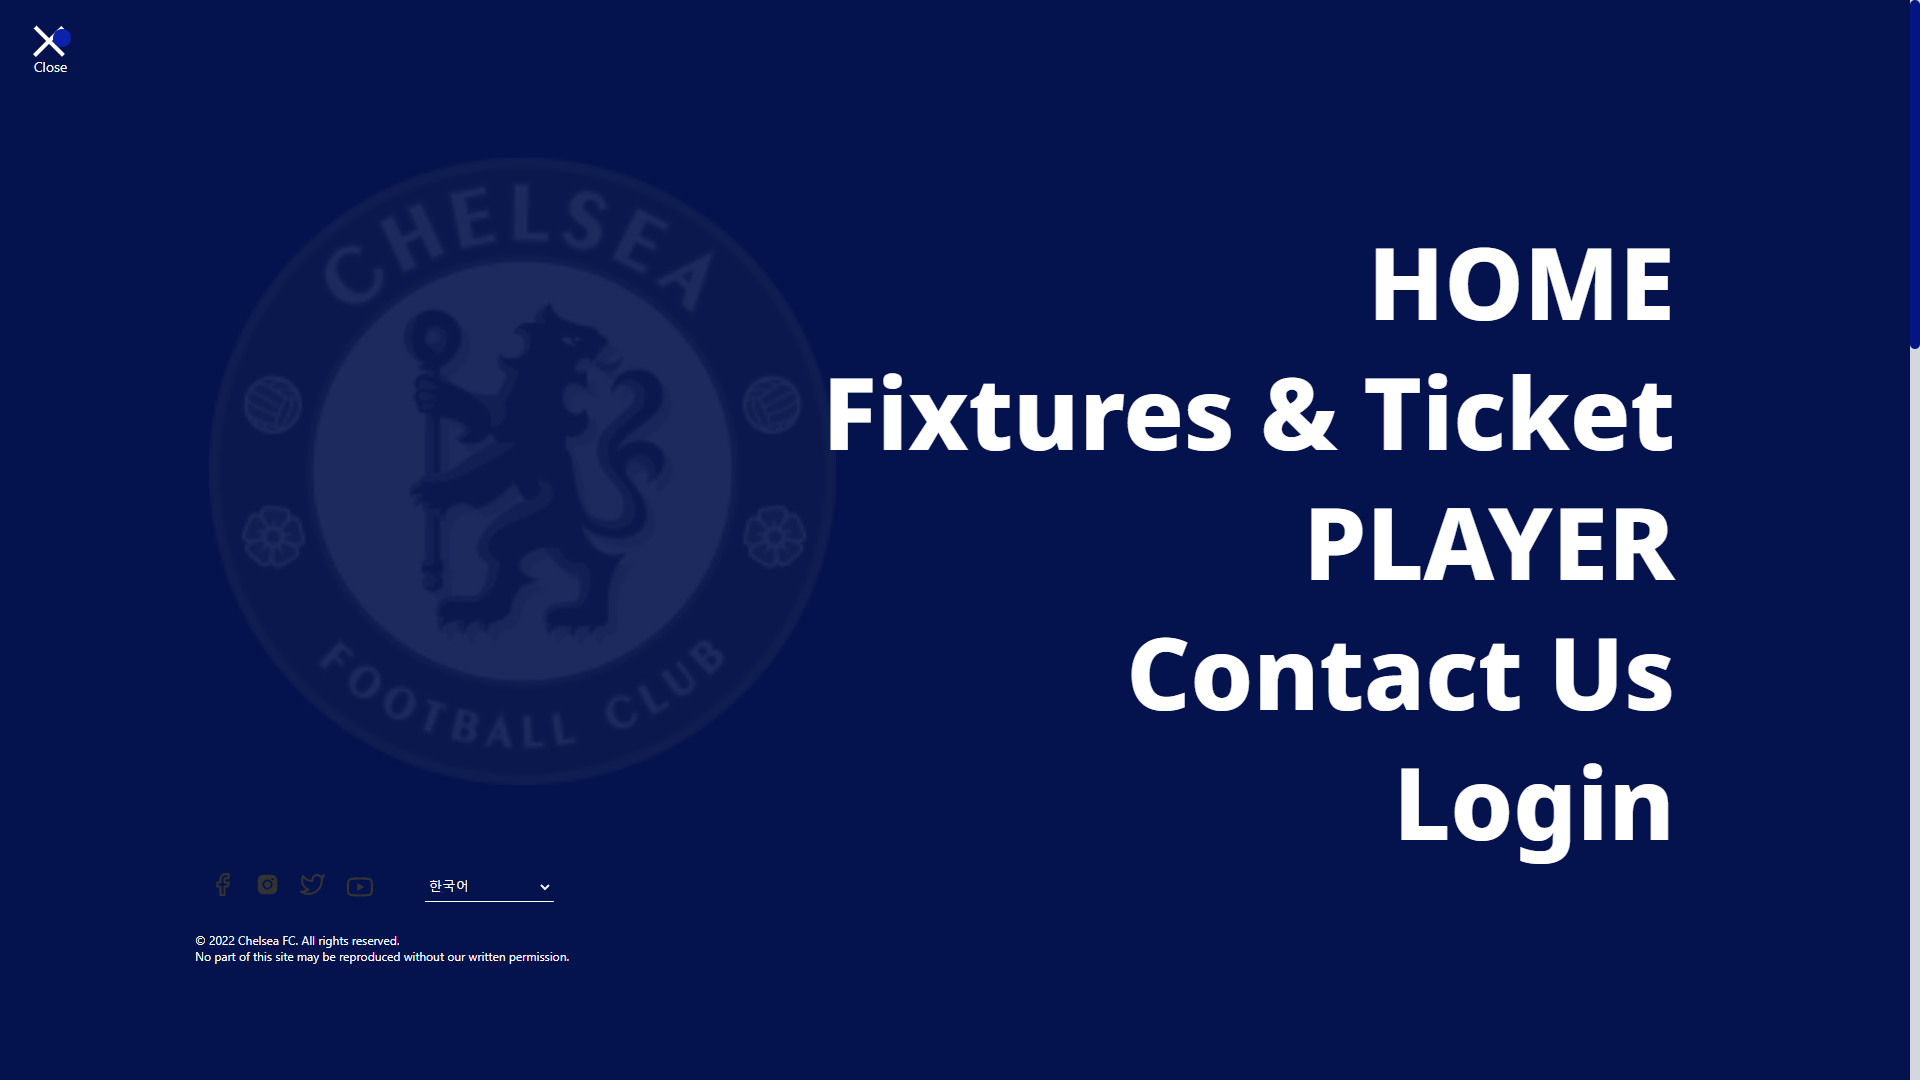 Close
CHELSEA
FOOTBALL CLUB
HOME
Fixtures & Ticket
PLAYER
Contact Us
Login
한국어
© 2022 Chelsea FC. All rights reserved.
No part of this site may be reproduced without our written permission.